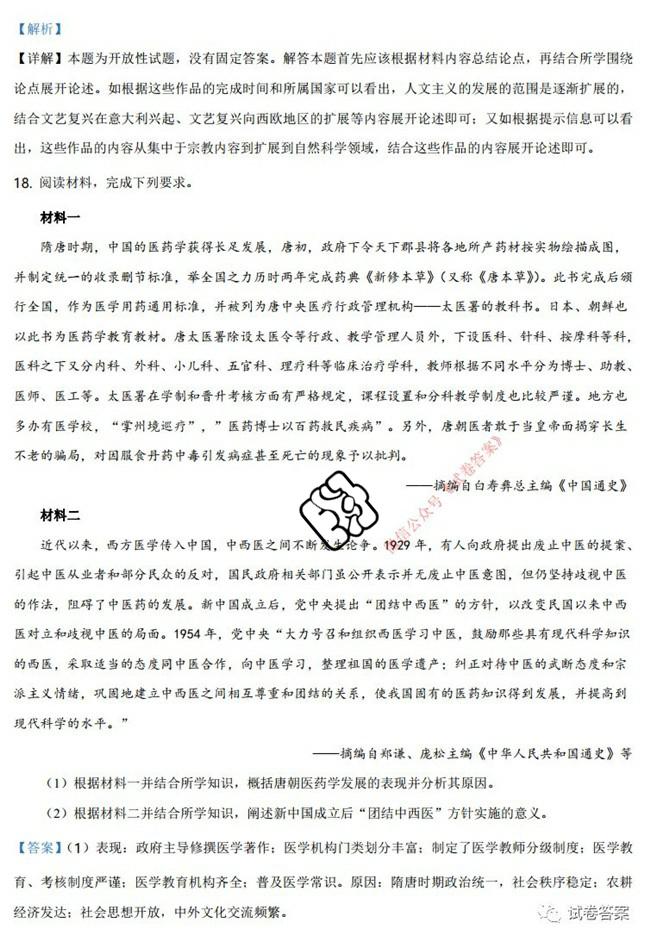 【解析】
【详解】本题为开放性试题，没有固定答案。解答本题首先应该根据材料内容总结论点，再结合所学围绕
论点展开论述。如根据这些作品的完成时间和所属国家可以看出，人文主义的发展的范围是逐渐扩展的，
结合文艺复兴在意大利兴起、文艺复兴向西欧地区的扩展等内容展开论述即可；又如根据提示信息可以看
出，这些作品的内容从集中于宗教内容到扩展到自然科学领域，结合这些作品的内容展开论述即可。
18. 阅读材料，完成下列要求。
材料一
隋唐时期，中国的医药学获得长足发展，唐初，政府下令天下郡县将各地所产药材按实物绘描成图，
并制定统一的收录删节标准，举全国之力历时两年完成药典《新修本草》（又称《唐本草》）。此书完成后颁
行全国，作为医学用药通用标准，并被列为唐中央医疗行政管理机构——太医署的教科书。日本、朝鲜也
以此书为医药学教育教材。唐太医署除设太医令等行政、教学管理人员外，下设医科、针科、按摩科等科，
医科之下又分内科、外科、小儿科、五官科、理疗科等临床治疗学科，教师根据不同水平分为博士、助教、
医师、医工等。太医署在学制和晋升考核方面有严格规定，课程设置和分科教学制度也比较严谨。地方也
多办有医学校，“掌州境巡疗”，”医药博士以百药救民疾病”。另外，唐朝医者敢于当皇帝面揭穿长生
不老的骗局，对因服食丹药中毒引发病症甚至死亡的现象予以批判。
——摘编自白寿彝总主编《中国通史》
微信公众号《试卷答案》
材料二
近代以来，西方医学传入中国，中西医之间不断发生论争。1929 年，有人向政府提出废止中医的提案、
引起中医从业者和部分民众的反对，国民政府相关部门虽公开表示并无废止中医意图，但仍坚持歧视中医
的作法，阻碍了中医药的发展。新中国成立后，党中央提出“团结中西医”的方针，以改变民国以来中西
医对立和歧视中医的局面。1954 年，党中央“大力号召和组织西医学习中医，鼓励那些具有现代科学知识
的西医，采取适当的态度同中医合作，向中医学习，整理祖国的医学遗产；纠正对待中医的武断态度和宗
派主义情绪，巩固地建立中西医之间相互尊重和团结的关系，使我国固有的医药知识得到发展，并提高到
现代科学的水平。”
——摘编自郑谦、庞松主编《中华人民共和国通史》等
（1）根据材料一并结合所学知识，概括唐朝医药学发展的表现并分析其原因。
（2）根据材料二并结合所学知识，阐述新中国成立后“团结中西医”方针实施的意义。
【答案】（1）表现：政府主导修撰医学著作；医学机构门类划分丰富；制定了医学教师分级制度；医学教
育、考核制度严谨；医学教育机构齐全；普及医学常识。原因：隋唐时期政治统一，社会秩序稳定；农耕
经济发达；社会思想开放，中外文化交流频繁。
试卷答案